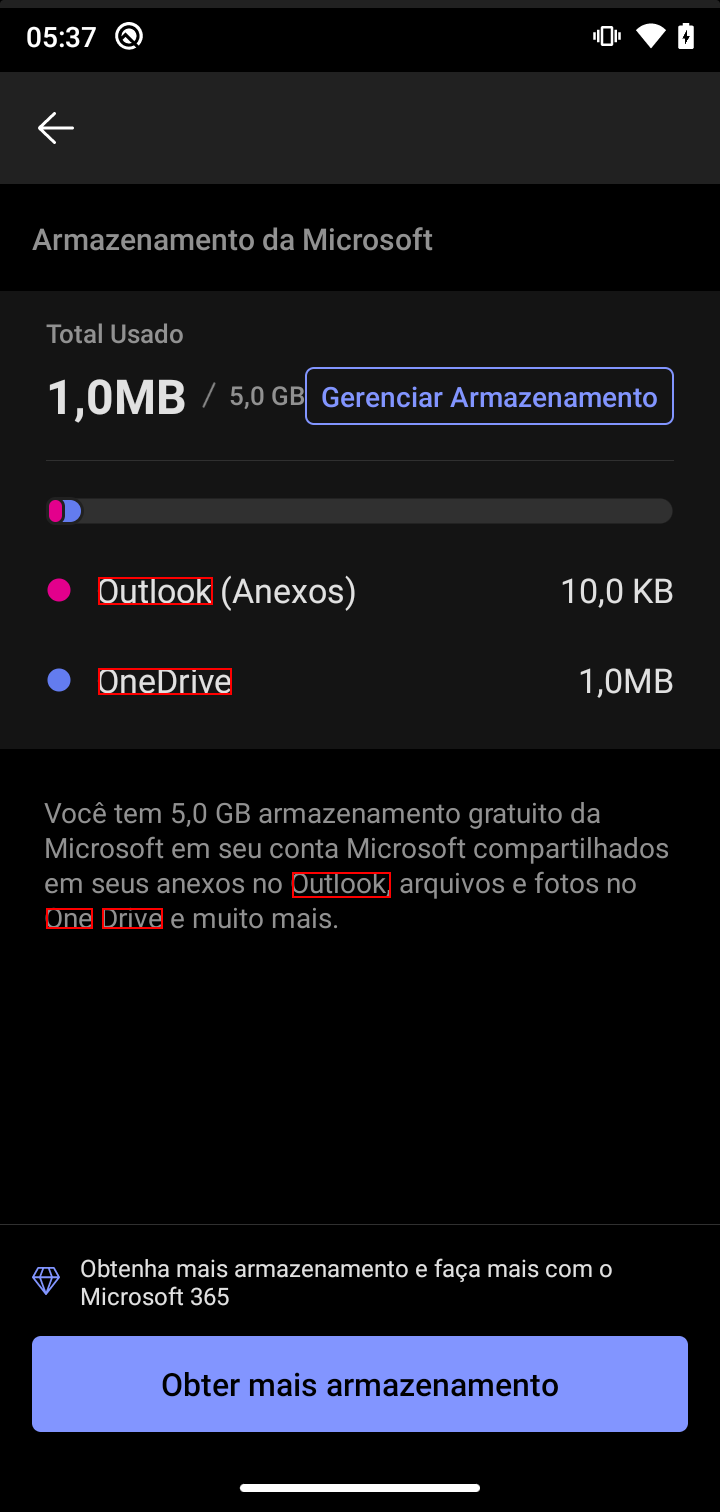 05:37
Armazenamento da Microsoft
Total Usado
1,0MB / 5,0 GB Gerenciar Armazenamento
Outlook (Anexos) 10,0 KB
OneDrive 1,0MB
Você tem 5,0 GB armazenamento gratuito da
Microsoft em seu conta Microsoft compartilhados
em seus anexos no Outlook, arquivos e fotos no
One Drive e muito mais.
Obtenha mais armazenamento e faça mais com o
Microsoft 365
Obter mais armazenamento